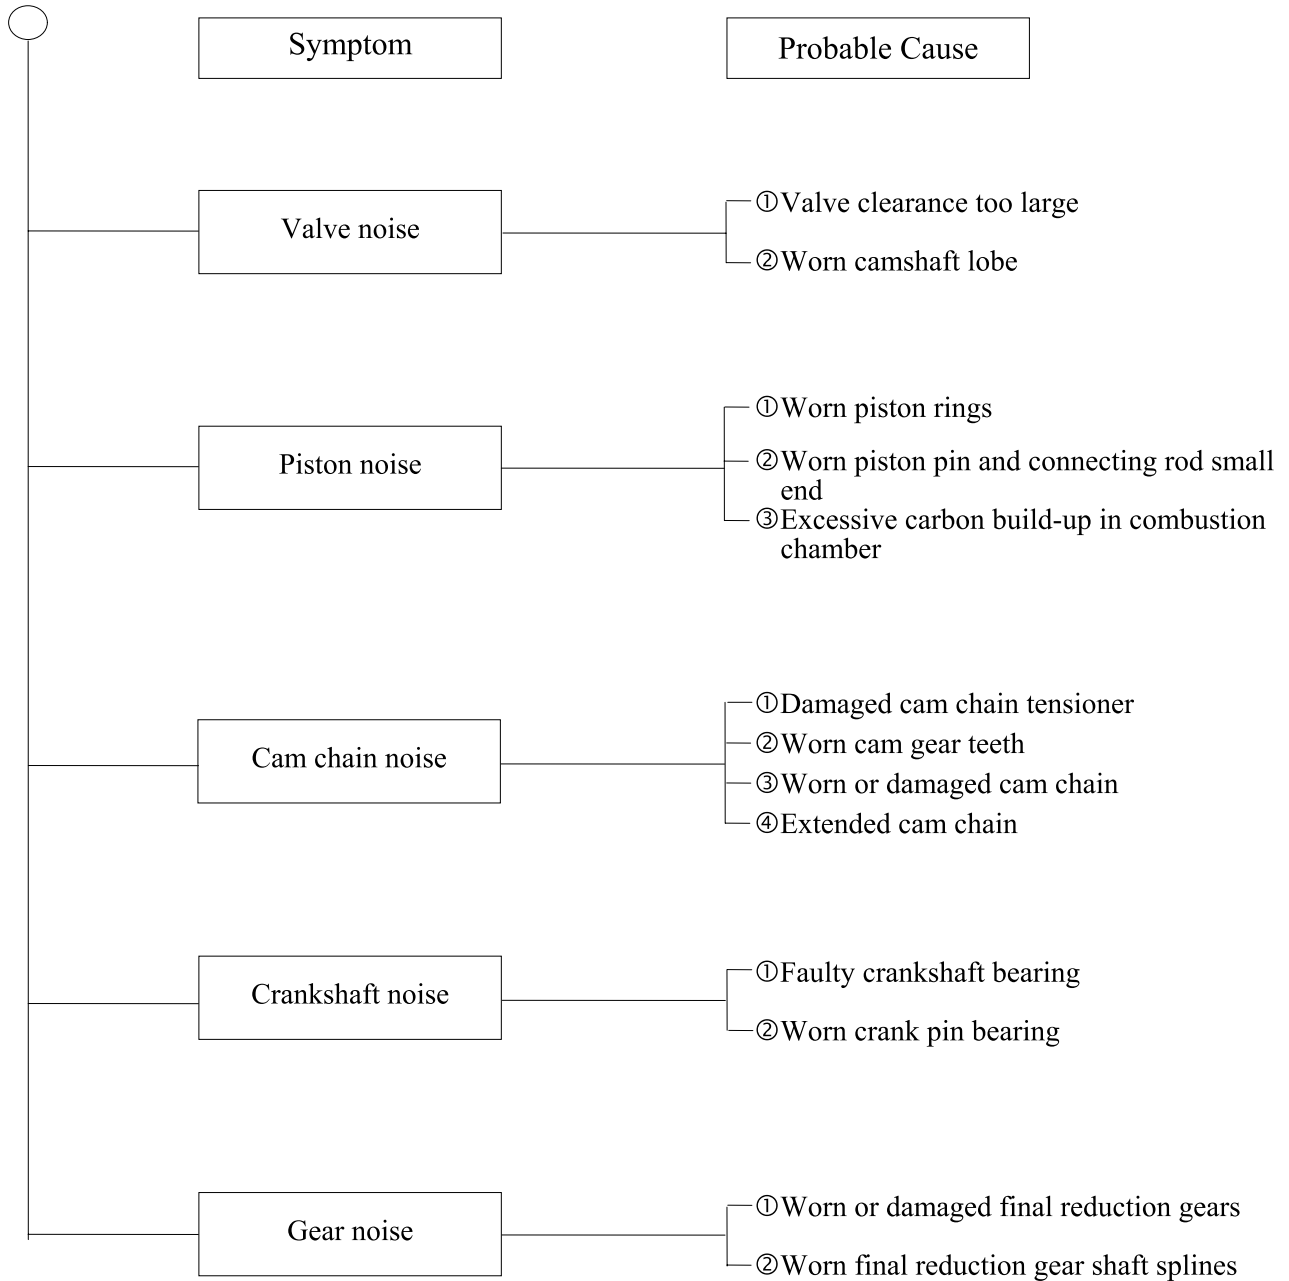 Symptom
Probable Cause
Valve noise
①Valve clearance too large
②Worn camshaft lobe
Piston noise
①Worn piston rings
②Worn piston pin and connecting rod small
end
③Excessive carbon build-up in combustion
chamber
Cam chain noise
①Damaged cam chain tensioner
②Worn cam gear teeth
③Worn or damaged cam chain
④Extended cam chain
Crankshaft noise
①Faulty crankshaft bearing
②Worn crank pin bearing
Gear noise
①Worn or damaged final reduction gears
②Worn final reduction gear shaft splines